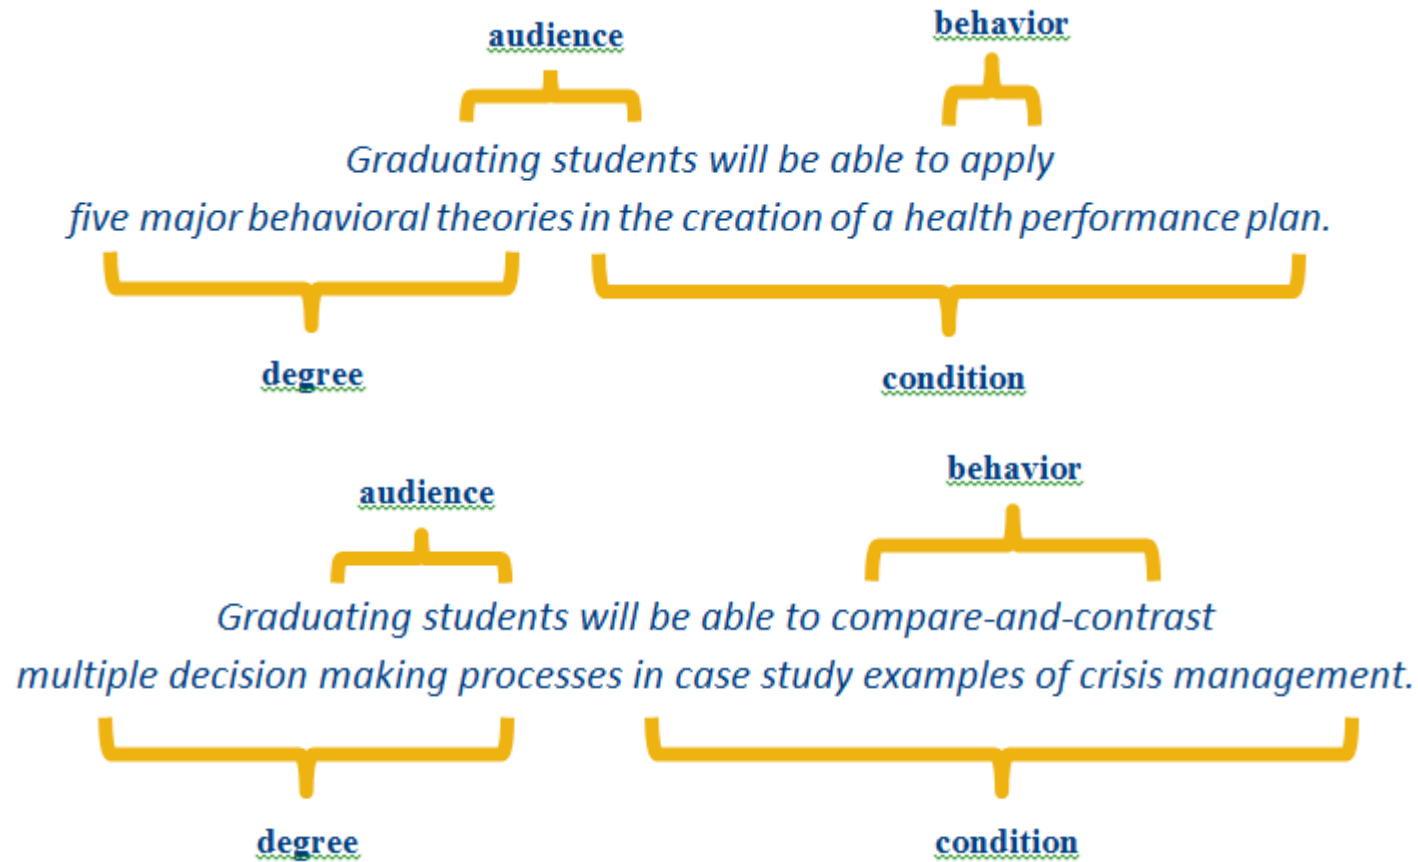 audience
behavior
Graduating students will be able to apply
five major behavioral theories in the creation of a health performance plan.
degree
condition
audience
behavior
Graduating students will be able to compare-and-contrast
multiple decision making processes in case study examples of crisis management.
degree
condition